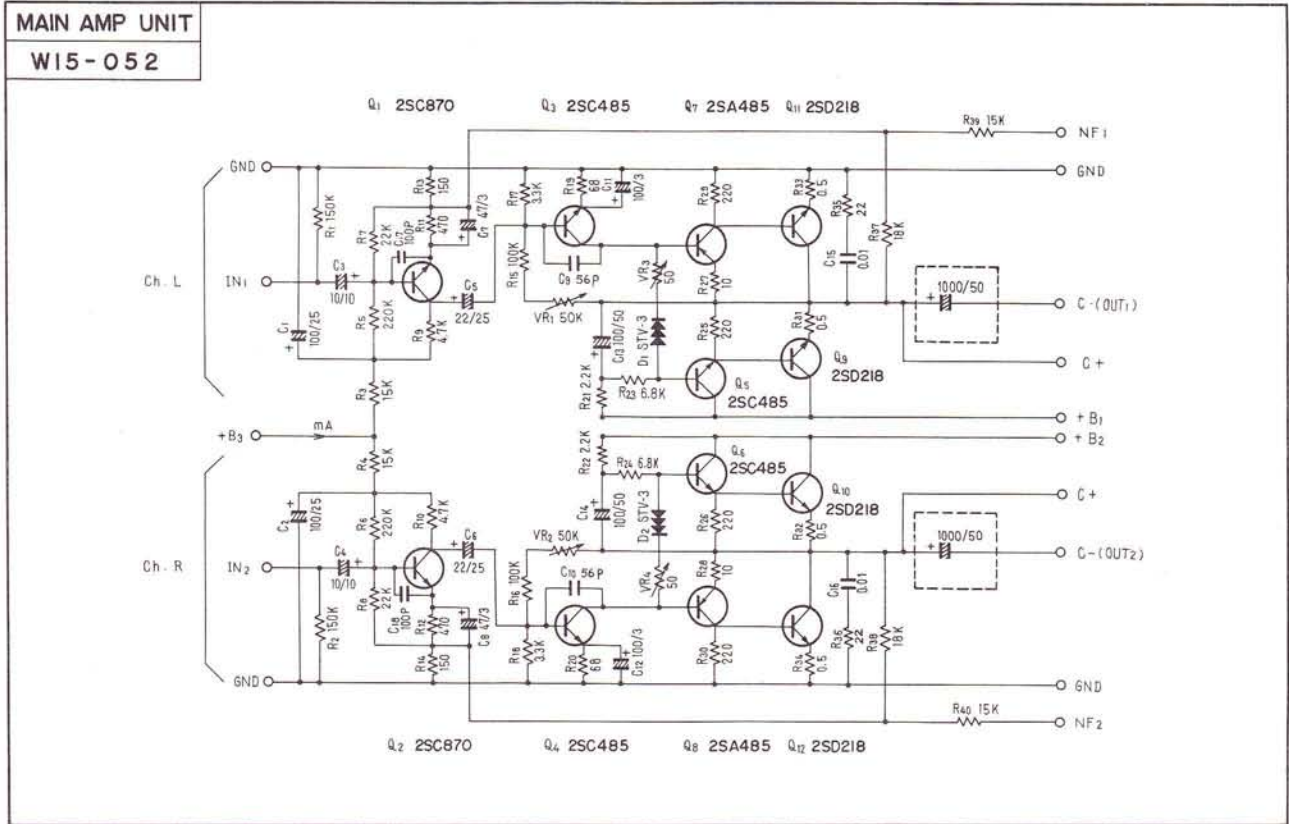 MAIN AMP UNIT
W15-052
Q1 2SC870
Q3 2SC485
Q7 2SA485
Q11 2SD218
R39 15K
NF1
GND
GND
R13 150
R11 470
C7 47/3
R17 3.3K
R19 68
C11 100/3
R29 220
R33 0.5
R35 22
R37 18K
R1 150K
R7 22K
C17 100P
R15 100K
C9 56P
VR3 50
R27 10
C15 0.01
Ch. L
IN1
C3 10/10
C5 22/25
VR1 50K
1000/50
C-(OUT1)
C1 100/25
R5 220K
R9 4.7K
C13 100/50
D1 STV-3
R25 220
R31 0.5
Q9 2SD218
C+
R3 15K
R21 2.2K
R23 6.8K
Q5 2SC485
+B1
+B3
mA
+B2
R4 15K
R22 2.2K
R24 6.8K
Q6 2SC485
Q10 2SD218
C+
C2 100/25
R6 220K
R10 4.7K
C6 22/25
C14 100/50
D2 STV-3
R26 220
R32 0.5
1000/50
C-(OUT2)
VR2 50K
Ch. R
IN2
C4 10/10
R8 22K
C18 100P
R16 100K
C10 56P
VR4 50
R28 10
C16 0.01
R2 150K
R12 470
C8 47/3
R18 3.3K
R20 68
C12 100/3
R30 220
R34 0.5
R36 22
R38 18K
R14 150
GND
GND
R40 15K
NF2
Q2 2SC870
Q4 2SC485
Q8 2SA485
Q12 2SD218